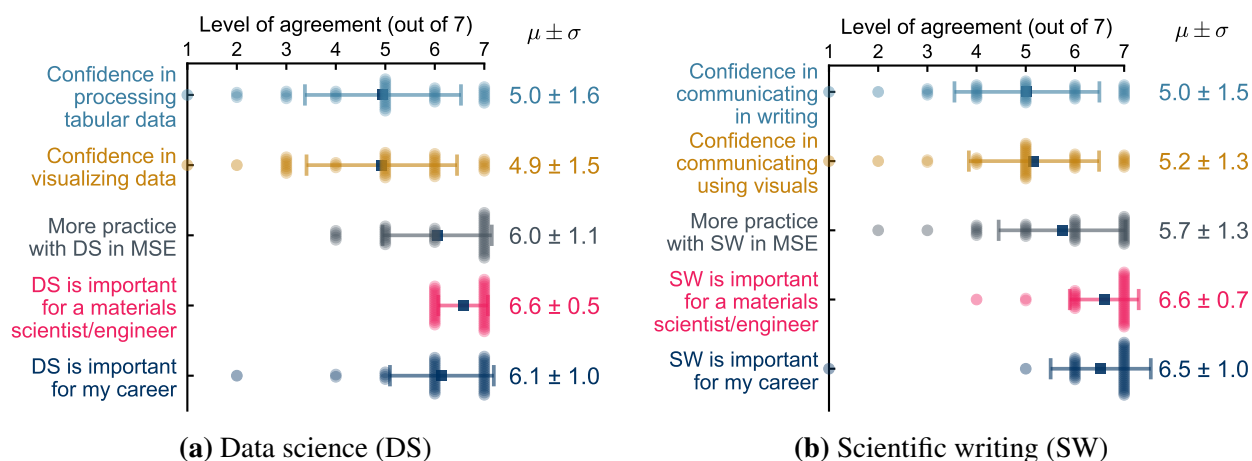 Level of agreement (out of 7)
μ ± σ
1 2 3 4 5 6 7
Confidence in
processing
tabular data
5.0 ± 1.6
Confidence in
visualizing data
4.9 ± 1.5
More practice
with DS in MSE
6.0 ± 1.1
DS is important
for a materials
scientist/engineer
6.6 ± 0.5
DS is important
for my career
6.1 ± 1.0
(a) Data science (DS)
Level of agreement (out of 7)
μ ± σ
1 2 3 4 5 6 7
Confidence in
communicating
in writing
5.0 ± 1.5
Confidence in
communicating
using visuals
5.2 ± 1.3
More practice
with SW in MSE
5.7 ± 1.3
SW is important
for a materials
scientist/engineer
6.6 ± 0.7
SW is important
for my career
6.5 ± 1.0
(b) Scientific writing (SW)